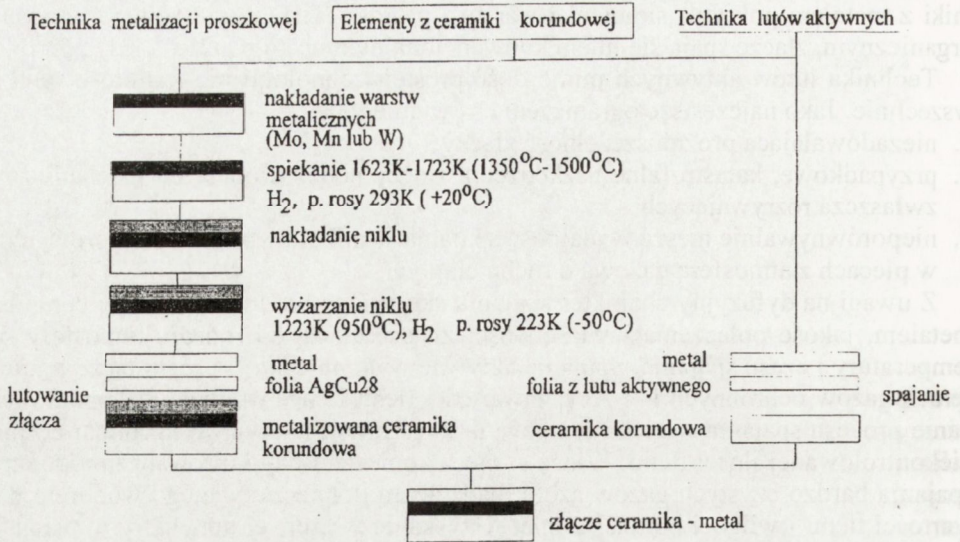 Technika metalizacji proszkowej
Elementy z ceramiki korundowej
Technika lutów aktywnych
nakładanie warstw
metalicznych
(Mo, Mn lub W)
spiekanie 1623K-1723K (1350°C-1500°C)
H₂, p. rosy 293K ( +20°C)
nakładanie niklu
wyżarzanie niklu
1223K (950°C), H₂ p. rosy 223K (-50°C)
lutowanie
złącza
metal
folia AgCu28
metalizowana ceramika
korundowa
metal
folia z lutu aktywnego
ceramika korundowa
spajanie
złącze ceramika - metal